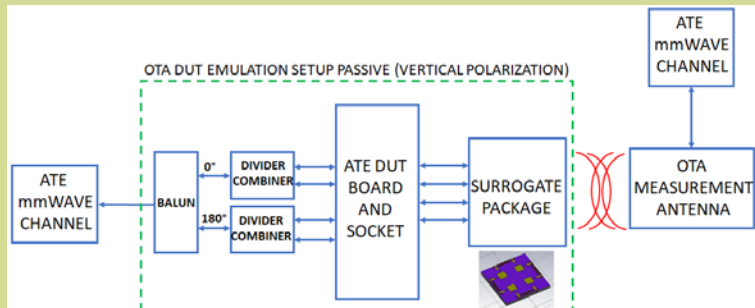 ATE
mmWAVE
CHANNEL
OTA DUT EMULATION SETUP PASSIVE (VERTICAL POLARIZATION)
ATE
mmWAVE
CHANNEL
BALUN
0°
180°
DIVIDER
COMBINER
DIVIDER
COMBINER
ATE DUT
BOARD
AND
SOCKET
SURROGATE
PACKAGE
OTA
MEASUREMENT
ANTENNA